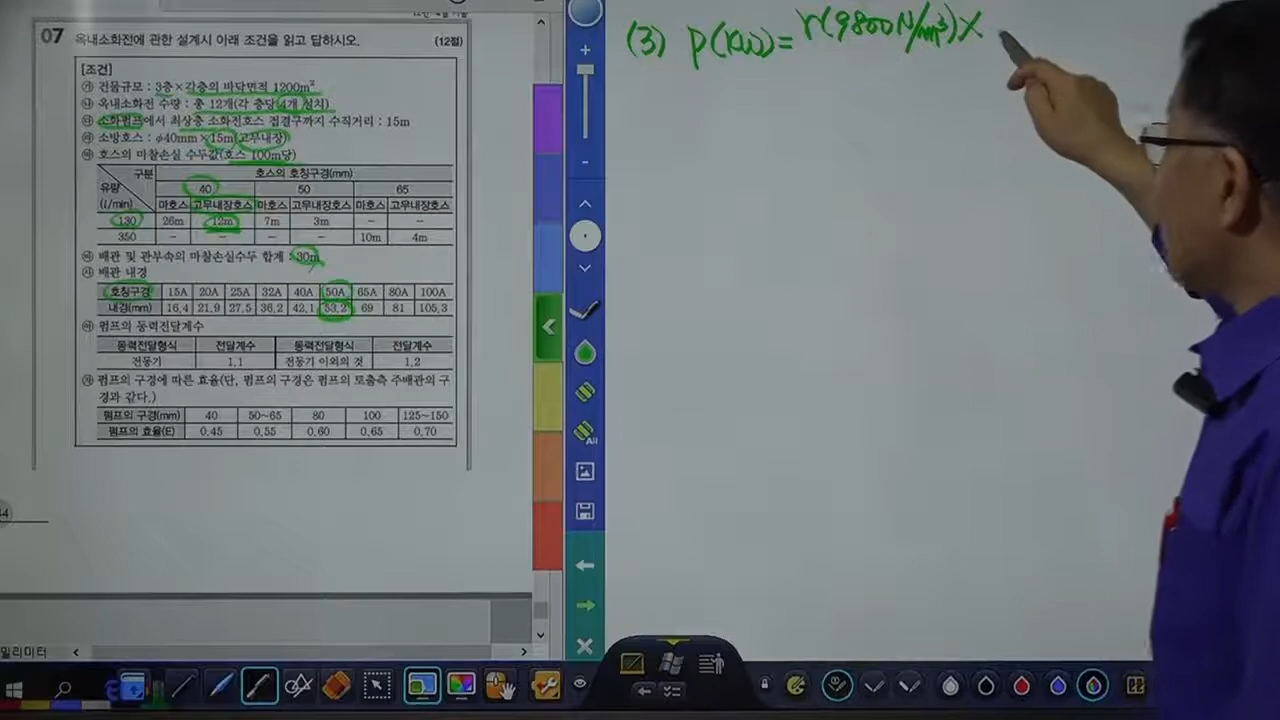 07 옥내소화전에 관한 설계시 아래 조건을 읽고 답하시오. (12점)
[조건]
㉮ 건물규모 : 3층×각층의 바닥면적 1200m²
㉯ 옥내소화전 수량 : 총 12개(각 층당 4개 설치)
㉰ 소화펌프에서 최상층 소화전호스 접결구까지 수직거리 : 15m
㉱ 소방호스 : φ40mm×15m(고무내장)
㉲ 호스의 마찰손실 수두값(호스 100m당)
구분 호스의 호칭구경(mm)
유량 40 50 65
(l/min) 마호스 고무내장호스 마호스 고무내장호스 마호스 고무내장호스
130 26m 12m 7m 3m - -
350 - - - - 10m 4m
㉳ 배관 및 관부속의 마찰손실수두 합계 : 30m
㉴ 배관 내경
호칭구경 15A 20A 25A 32A 40A 50A 65A 80A 100A
내경(mm) 16.4 21.9 27.5 36.2 42.1 53.2 69 81 105.3
㉵ 펌프의 동력전달계수
동력전달형식 전달계수 동력전달형식 전달계수
전동기 1.1 전동기 이외의 것 1.2
㉶ 펌프의 구경에 따른 효율(단, 펌프의 구경은 펌프의 토출측 주배관의 구
경과 같다.)
펌프의 구경(mm) 40 50~65 80 100 125~150
펌프의 효율(E) 0.45 0.55 0.60 0.65 0.70
밀리미터
(3) P(KW)= r(9800N/m³)×
All